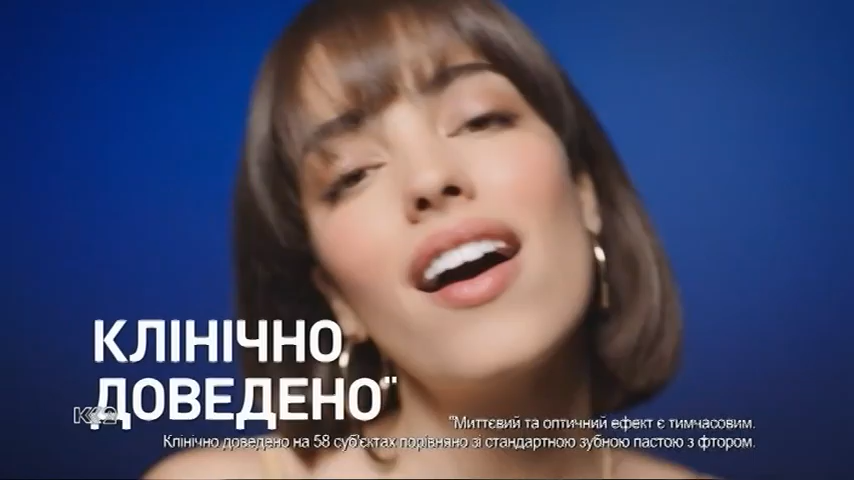 КЛІНІЧНО
ДОВЕДЕНО¨
¨Миттєвий та оптичний ефект є тимчасовим.
Клінічно доведено на 58 суб'єктах порівняно зі стандартною зубною пастою з фтором.